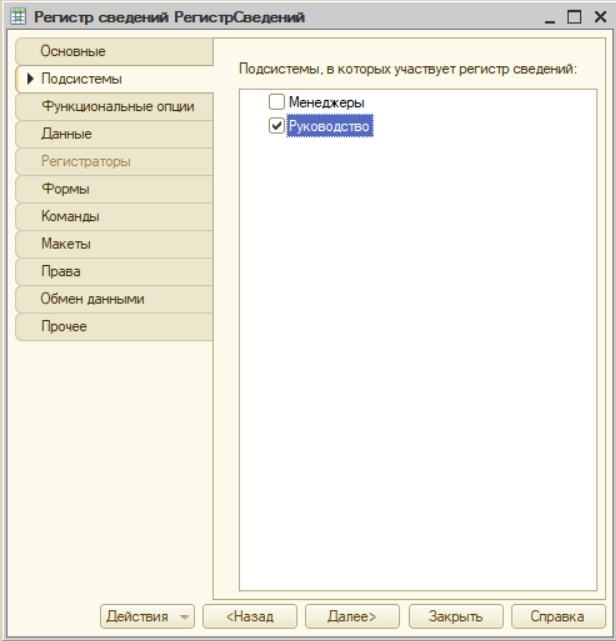 Регистр сведений РегистрСведений
Основные
Подсистемы
Функциональные опции
Данные
Регистраторы
Формы
Команды
Макеты
Права
Обмен данными
Прочее
Подсистемы, в которых участвует регистр сведений:
Менеджеры
Руководство
Действия
<Назад
Далее>
Закрыть
Справка